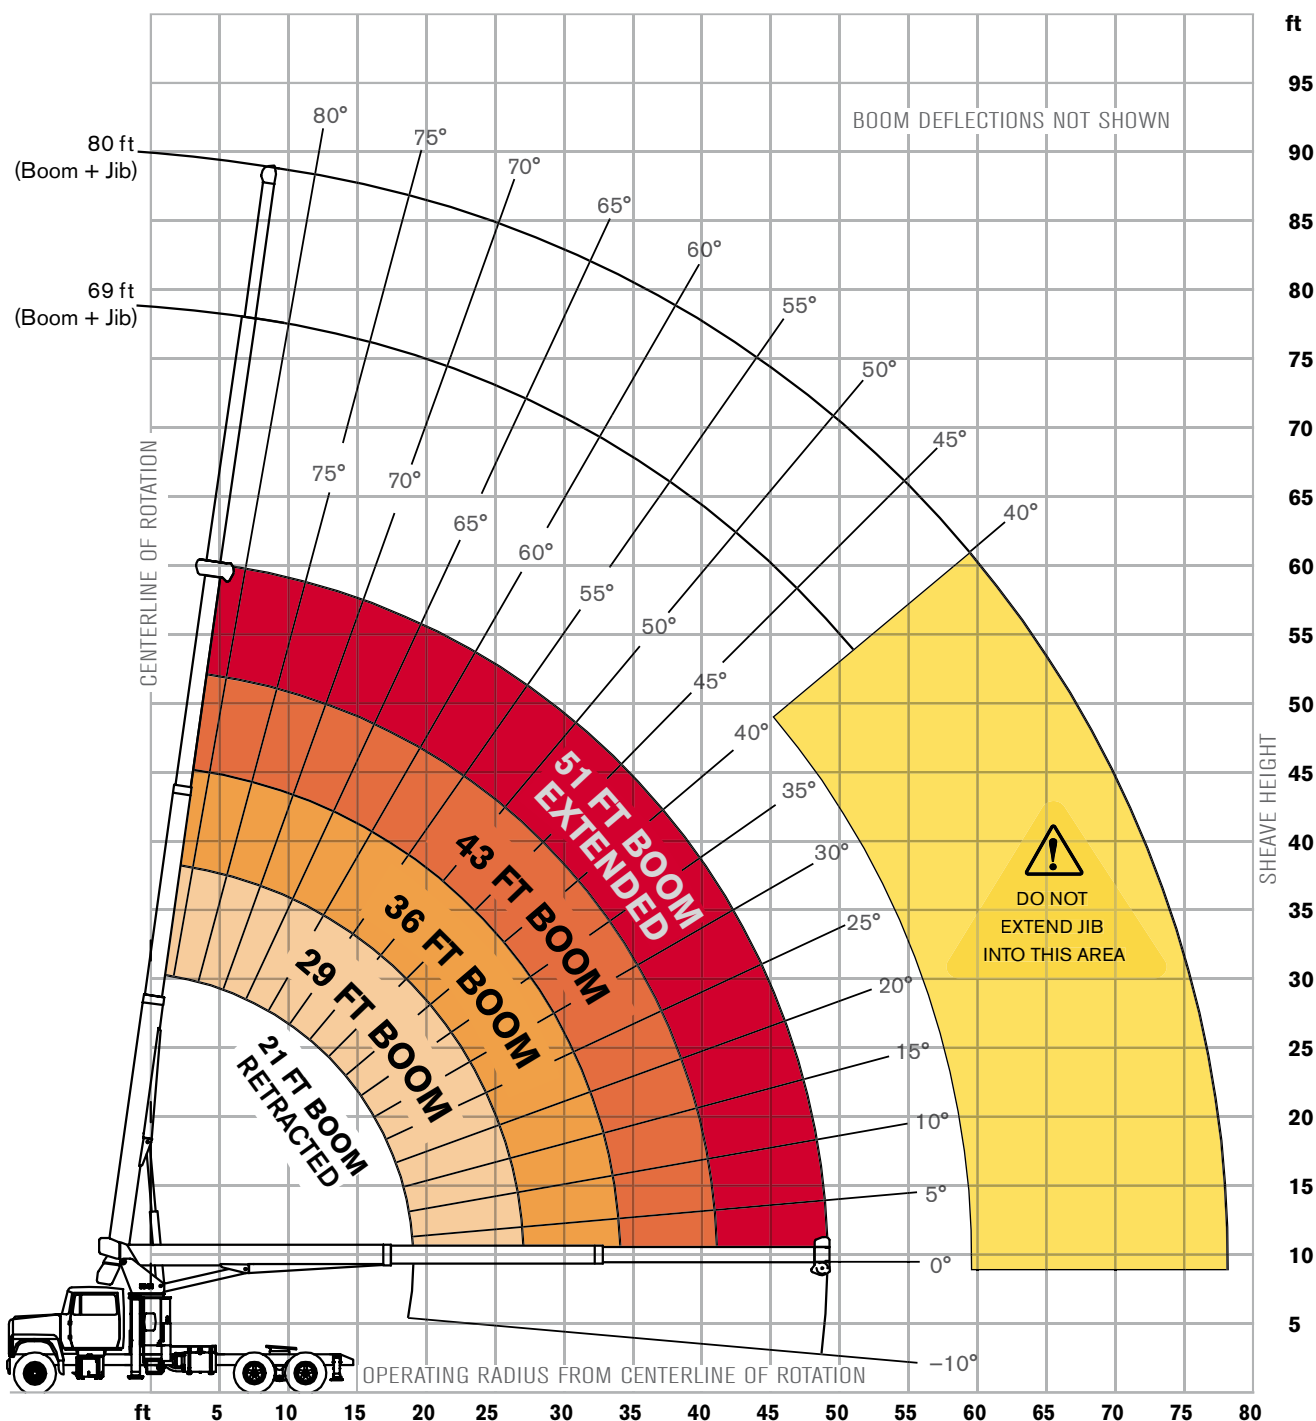 ft
95
90
85
80
75
70
65
60
55
50
45
40
35
30
25
20
15
10
5
SHEAVE HEIGHT
BOOM DEFLECTIONS NOT SHOWN
80 ft
(Boom + Jib)
69 ft
(Boom + Jib)
80°
75°
70°
65°
60°
55°
50°
45°
40°
CENTERLINE OF ROTATION
75°
70°
65°
60°
55°
50°
45°
40°
35°
30°
25°
20°
15°
10°
5°
0°
–10°
51 FT BOOM
EXTENDED
43 FT BOOM
36 FT BOOM
29 FT BOOM
21 FT BOOM
RETRACTED
!
DO NOT
EXTEND JIB
INTO THIS AREA
OPERATING RADIUS FROM CENTERLINE OF ROTATION
ft 5 10 15 20 25 30 35 40 45 50 55 60 65 70 75 80